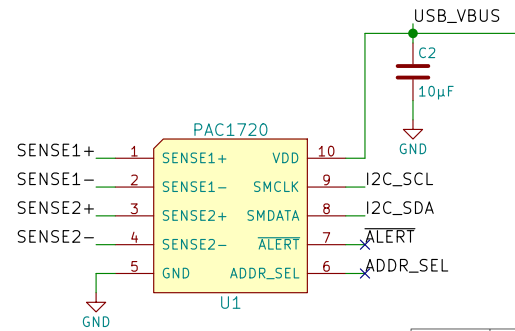 USB_VBUS
C2
10µF
GND
PAC1720
SENSE1+ 1 SENSE1+ VDD 10
SENSE1- 2 SENSE1- SMCLK 9 I2C_SCL
SENSE2+ 3 SENSE2+ SMDATA 8 I2C_SDA
SENSE2- 4 SENSE2- ALERT 7 ALERT
5 GND ADDR_SEL 6 ADDR_SEL
U1
GND